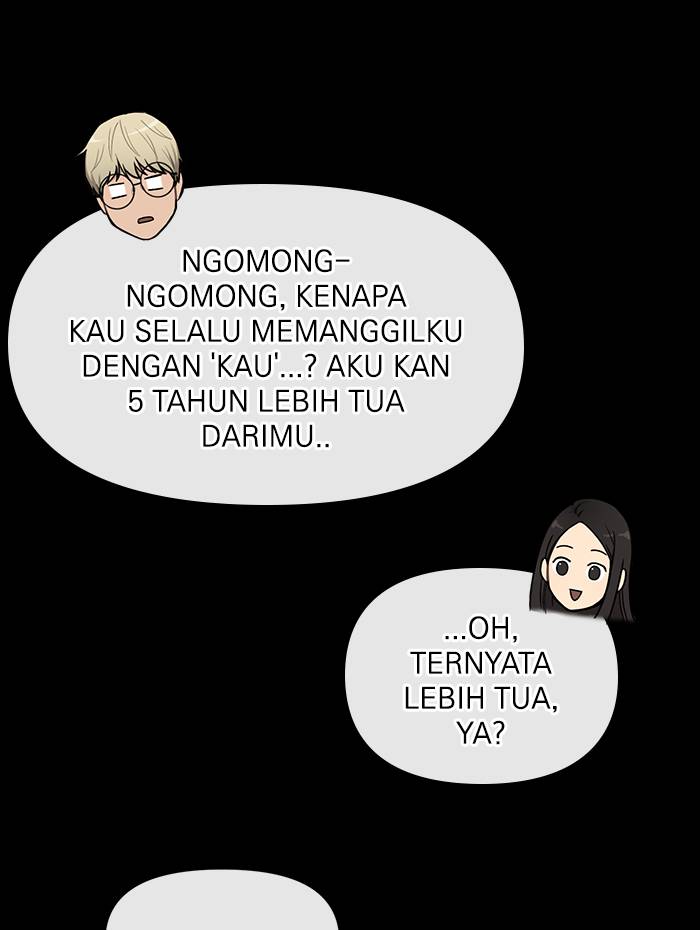 NGOMONG-
NGOMONG, KENAPA
KAU SELALU MEMANGGILKU
DENGAN 'KAU'...? AKU KAN
5 TAHUN LEBIH TUA
DARIMU..
...OH,
TERNYATA
LEBIH TUA,
YA?